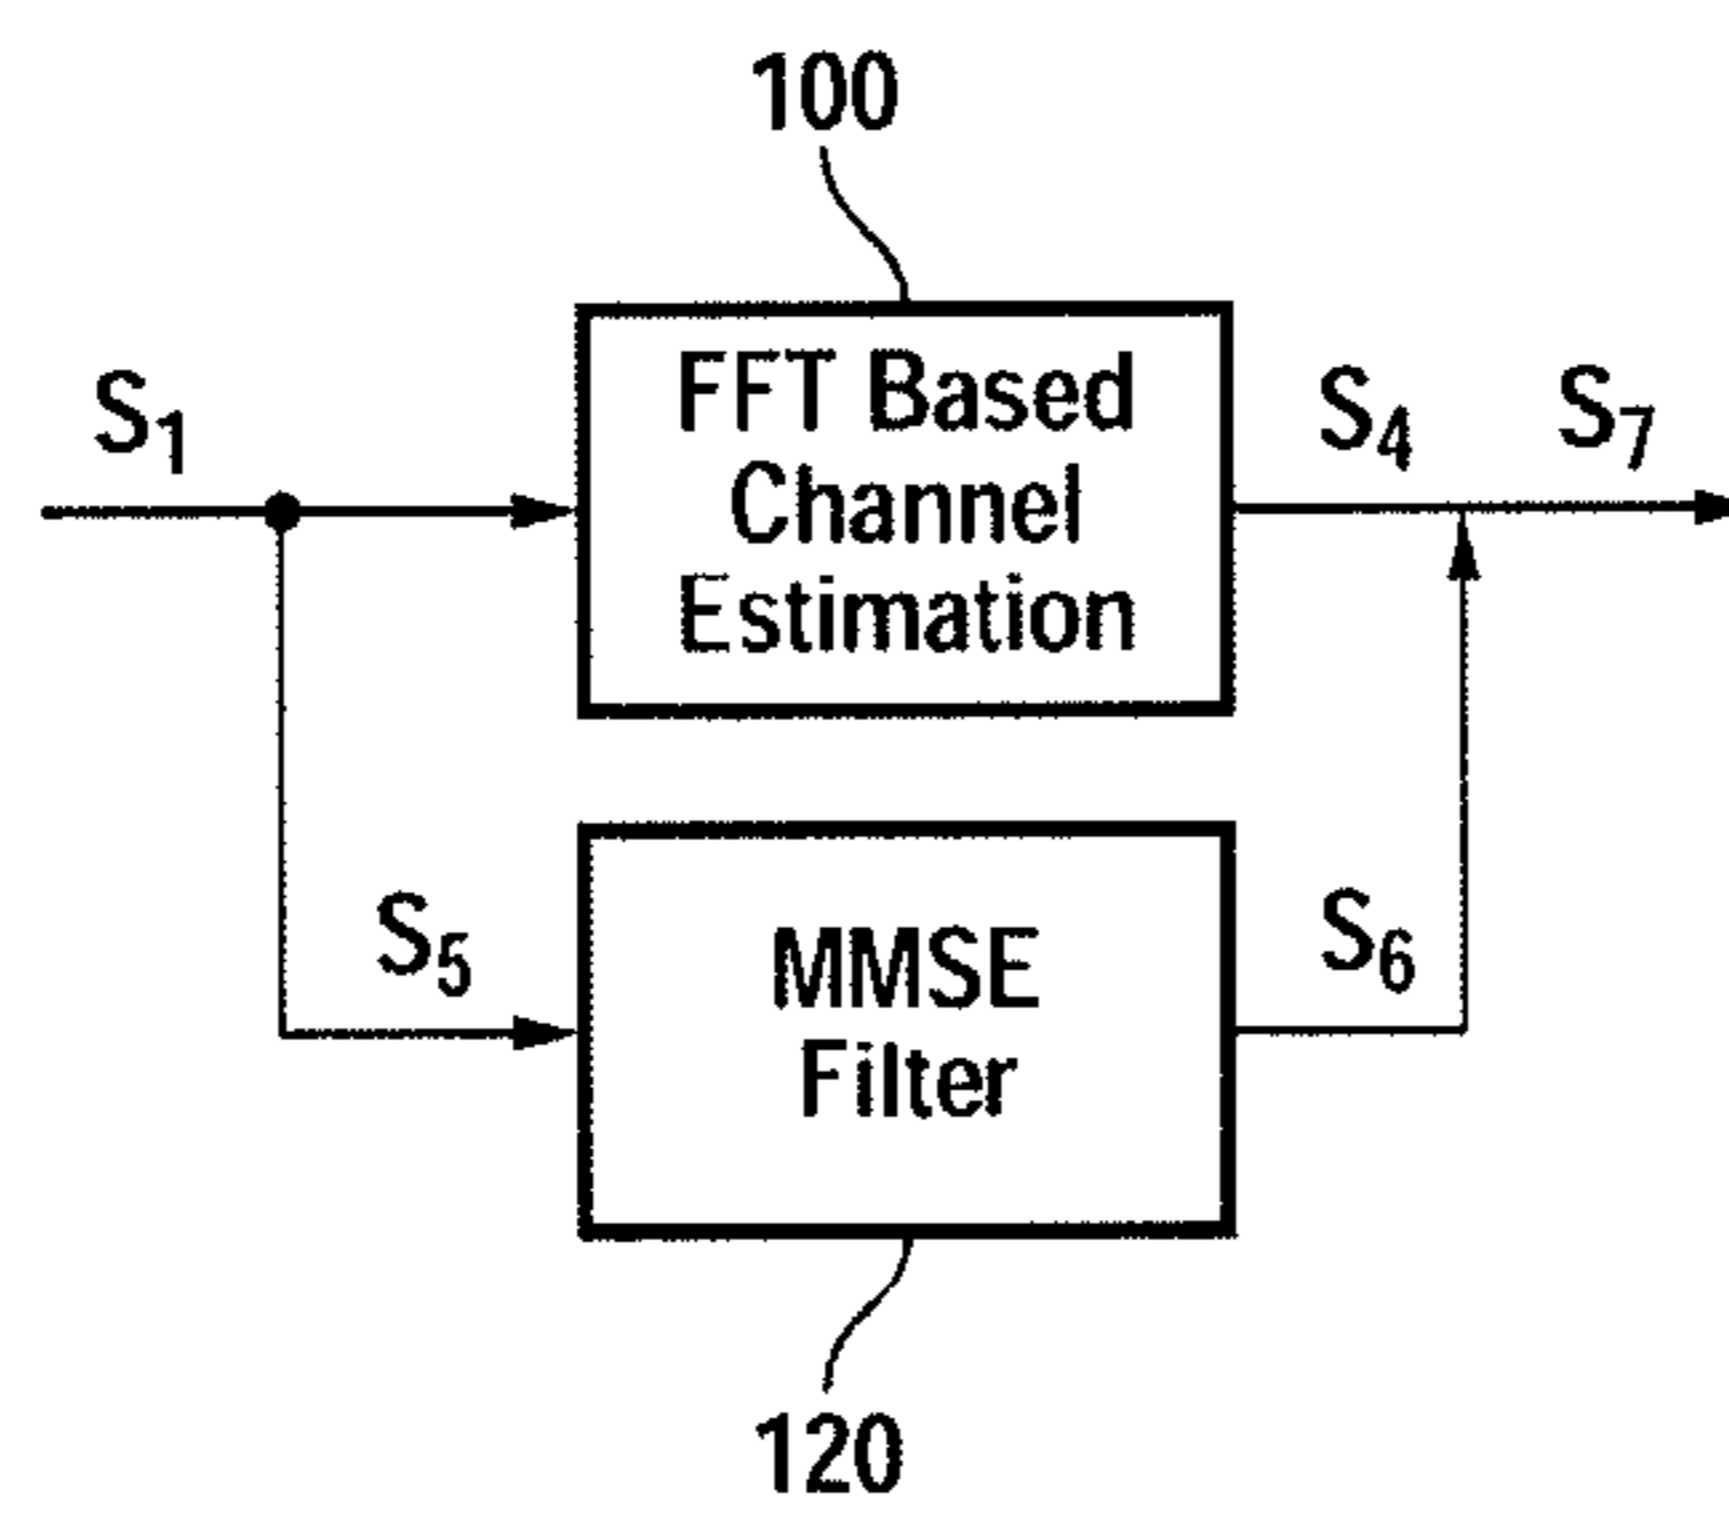 100
FFT Based
Channel
Estimation
S1
S4
S7
S5
MMSE
Filter
S6
120